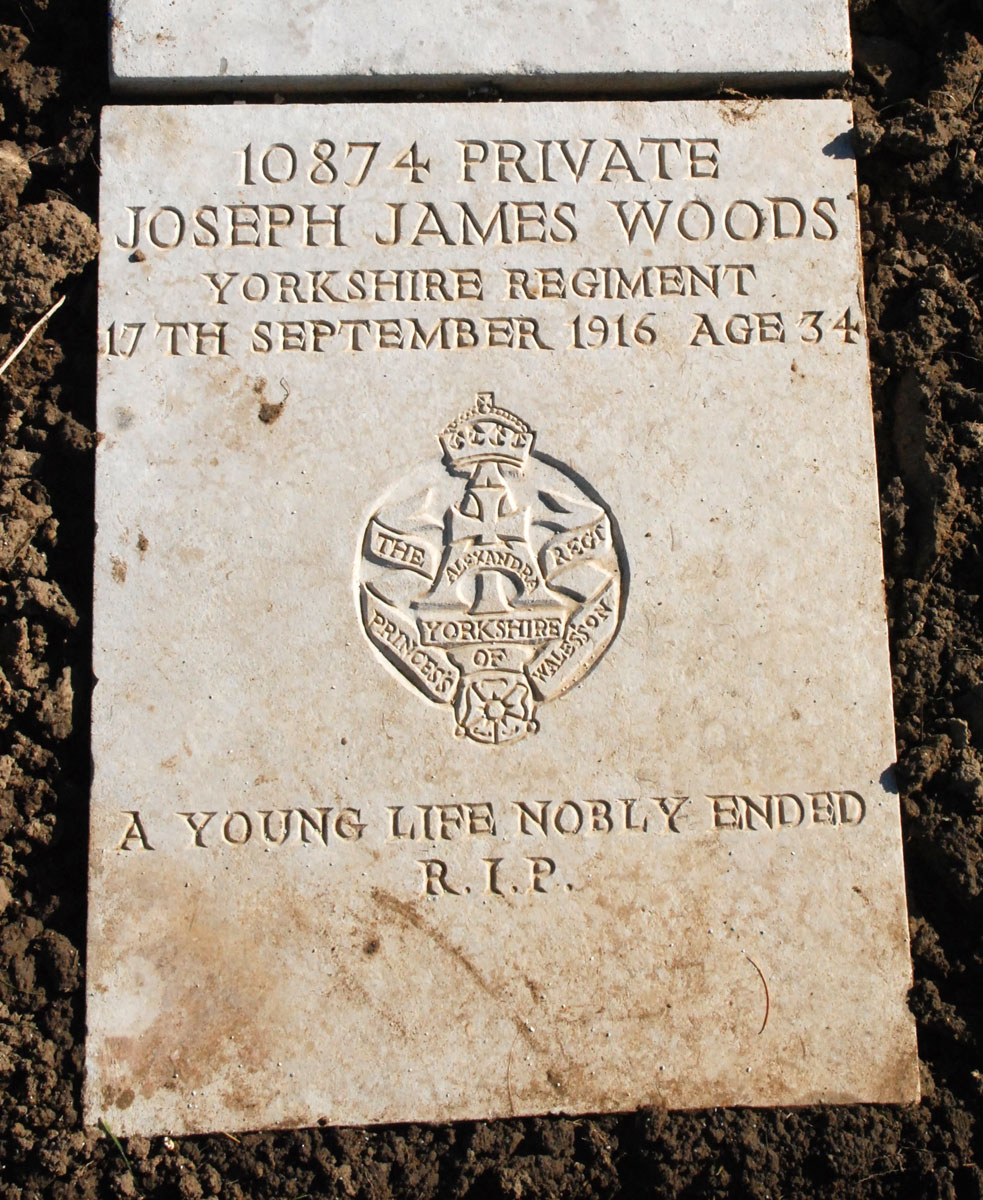 10874 PRIVATE
JOSEPH JAMES WOODS
YORKSHIRE REGIMENT
17TH SEPTEMBER 1916 AGE 34
THE ALEXANDRA REGT
PRINCESS YORKSHIRE WALES'S OWN
OF
A YOUNG LIFE NOBLY ENDED
R.I.P.